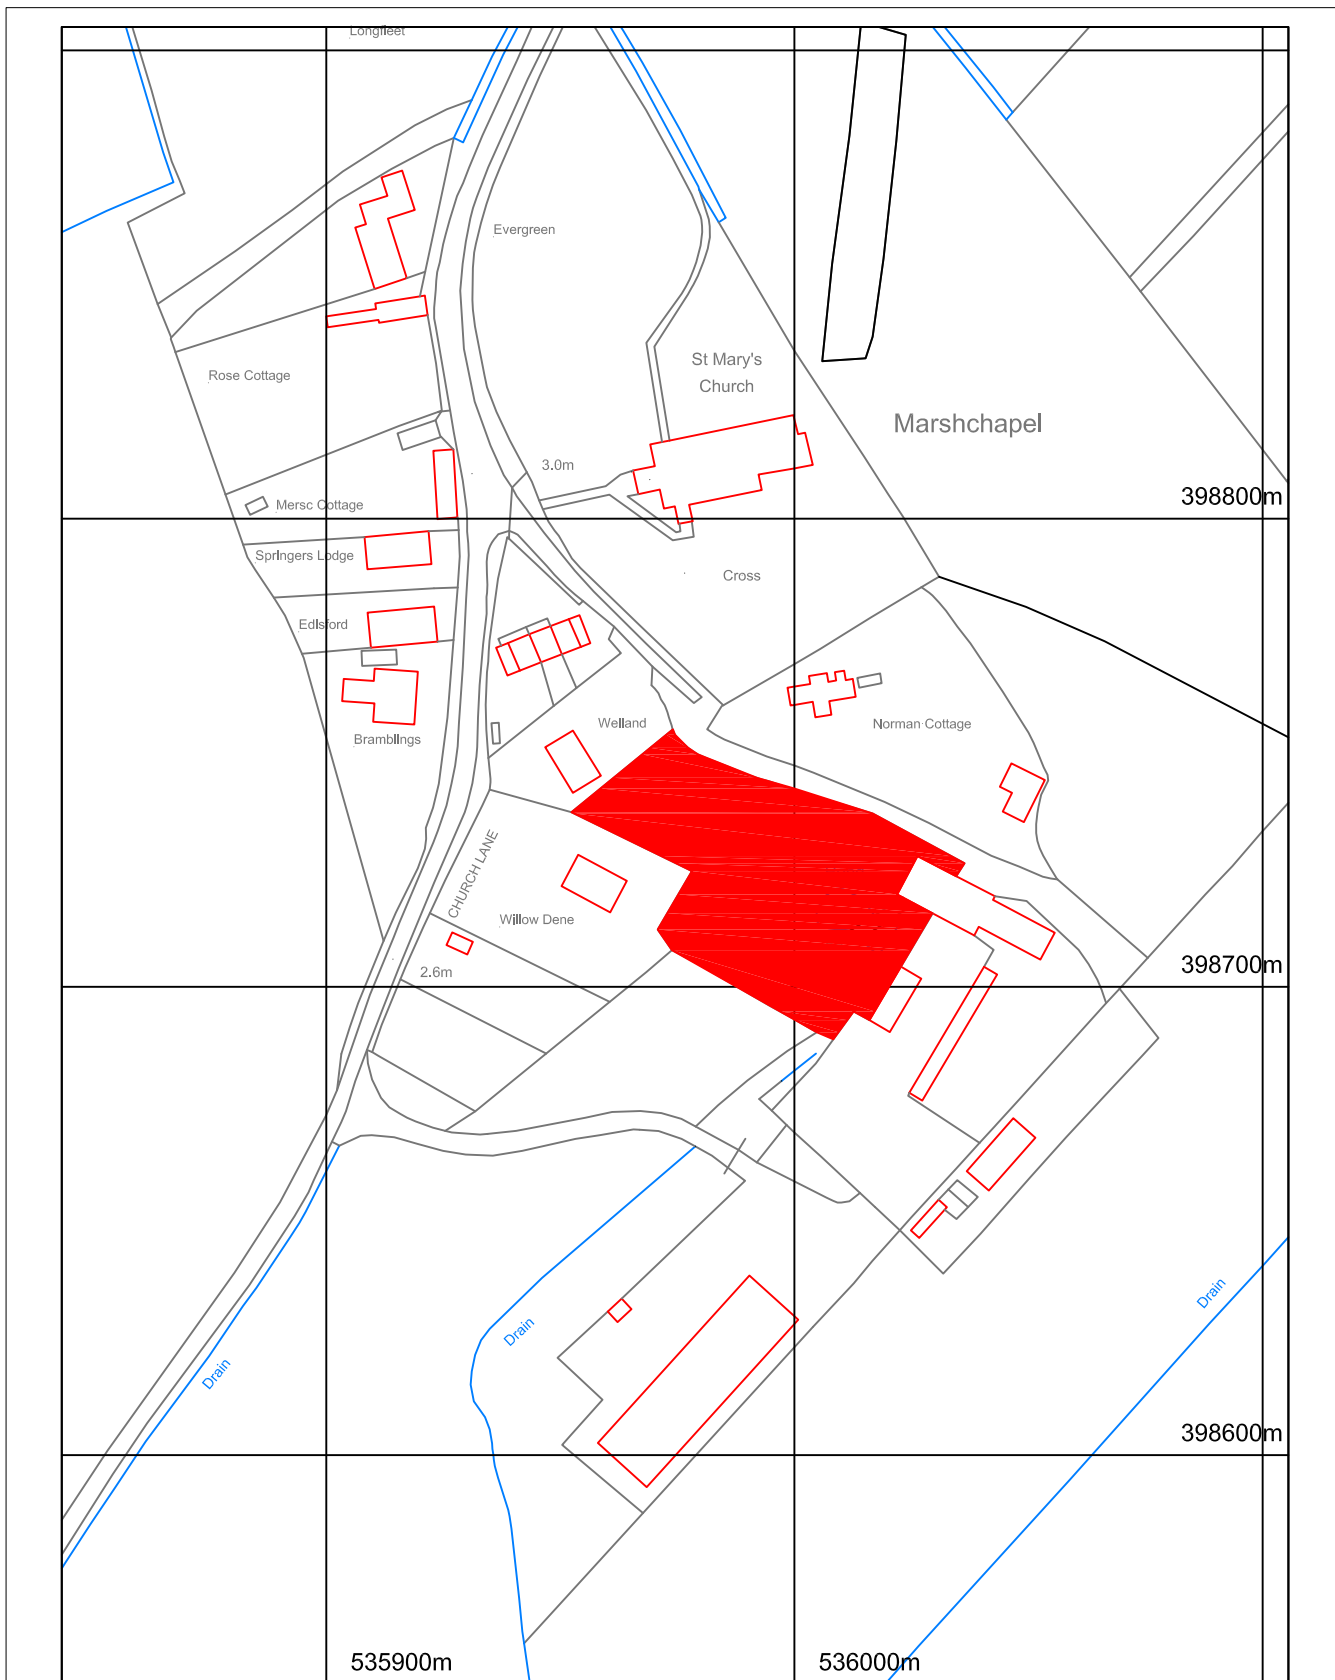 Longfleet
Evergreen
St Mary's
Church
Rose Cottage
Marshchapel
3.0m
398800m
Mersc Cottage
Springers Lodge
Cross
Edisford
Welland
Norman Cottage
Bramblings
CHURCH LANE
Willow Dene
2.6m
398700m
Drain
Drain
Drain
398600m
535900m
536000m